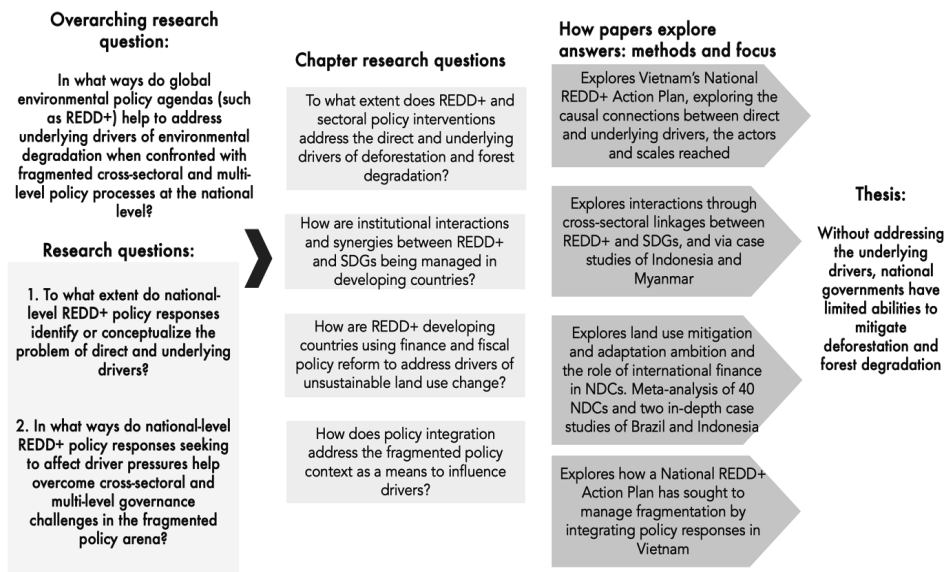 Overarching research
question:
In what ways do global
environmental policy agendas (such
as REDD+) help to address
underlying drivers of environmental
degradation when confronted with
fragmented cross-sectoral and multi-
level policy processes at the national
level?
Research questions:
1. To what extent do national-
level REDD+ policy responses
identify or conceptualize the
problem of direct and underlying
drivers?
2. In what ways do national-level
REDD+ policy responses seeking
to affect driver pressures help
overcome cross-sectoral and
multi-level governance
challenges in the fragmented
policy arena?
Chapter research questions
To what extent does REDD+ and
sectoral policy interventions
address the direct and underlying
drivers of deforestation and forest
degradation?
How are institutional interactions
and synergies between REDD+
and SDGs being managed in
developing countries?
How are REDD+ developing
countries using finance and fiscal
policy reform to address drivers of
unsustainable land use change?
How does policy integration
address the fragmented policy
context as a means to influence
drivers?
How papers explore
answers: methods and focus
Explores Vietnam's National
REDD+ Action Plan, exploring the
causal connections between direct
and underlying drivers, the actors
and scales reached
Explores interactions through
cross-sectoral linkages between
REDD+ and SDGs, and via case
studies of Indonesia and
Myanmar
Explores land use mitigation
and adaptation ambition and
the role of international finance
in NDCs. Meta-analysis of 40
NDCs and two in-depth case
studies of Brazil and Indonesia
Explores how a National REDD+
Action Plan has sought to
manage fragmentation by
integrating policy responses in
Vietnam
Thesis:
Without addressing
the underlying
drivers, national
governments have
limited abilities to
mitigate
deforestation and
forest degradation